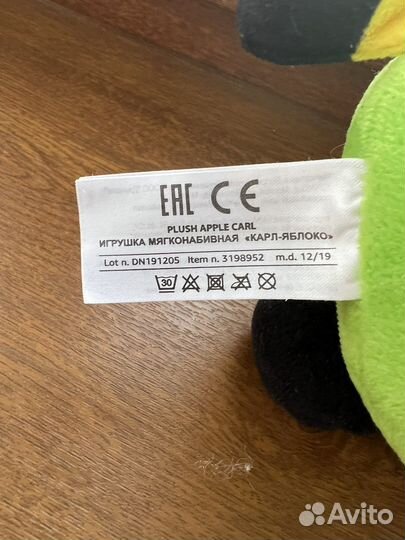 EAC CE
PLUSH APPLE CARL
ИГРУШКА МЯГКОНАБИВНАЯ «КАРЛ-ЯБЛОКО»
Lot n. DN191205 Item n. 3198952 m.d. 12/19
30
Avito